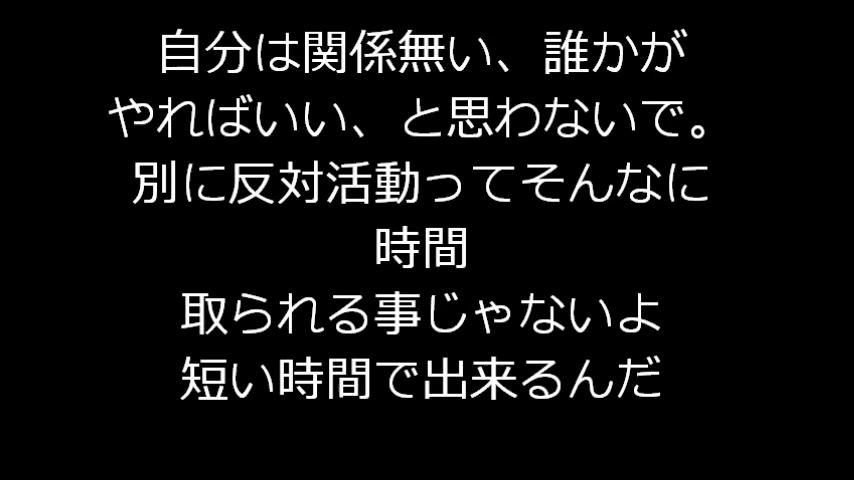 自分は関係無い、誰かが
やればいい、と思わないで。
別に反対活動ってそんなに
時間
取られる事じゃないよ
短い時間で出来るんだ